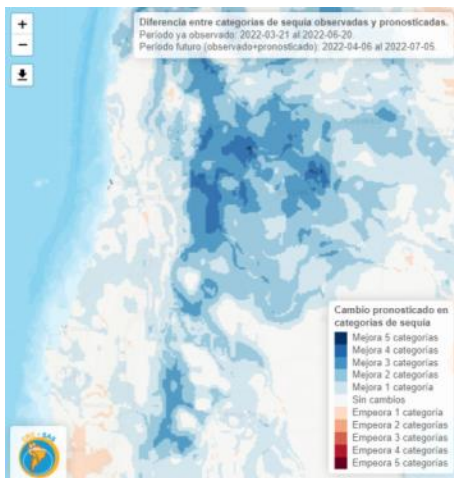 +
−
Diferencia entre categorías de sequía observadas y pronosticadas.
Período ya observado: 2022-03-21 al 2022-06-20.
Período futuro (observado+pronosticado): 2022-04-06 al 2022-07-05.
Cambio pronosticado en
categorías de sequía
Mejora 5 categorías
Mejora 4 categorías
Mejora 3 categorías
Mejora 2 categorías
Mejora 1 categoría
Sin cambios
Empeora 1 categoría
Empeora 2 categorías
Empeora 3 categorías
Empeora 4 categorías
Empeora 5 categorías